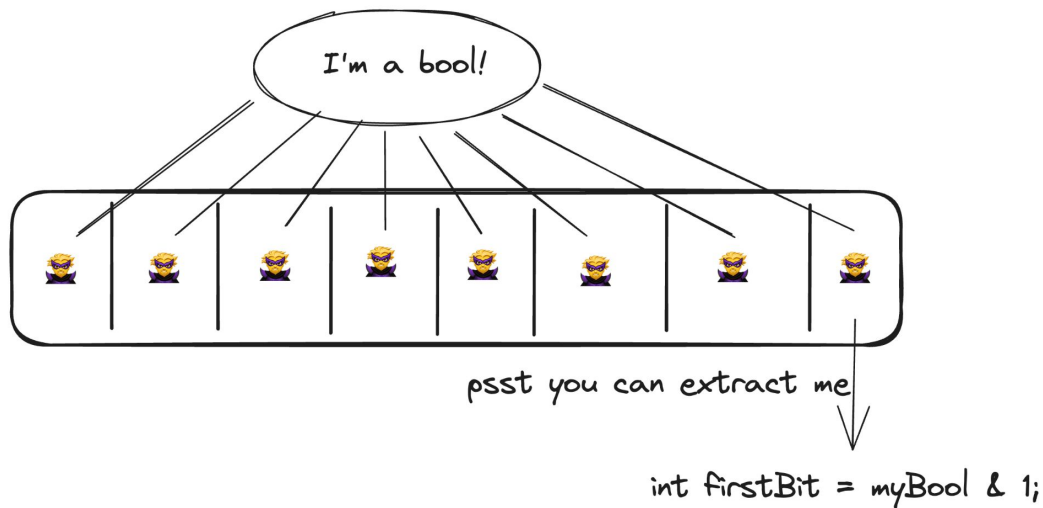 I'm a bool!
psst you can extract me
int firstBit = myBool & 1;